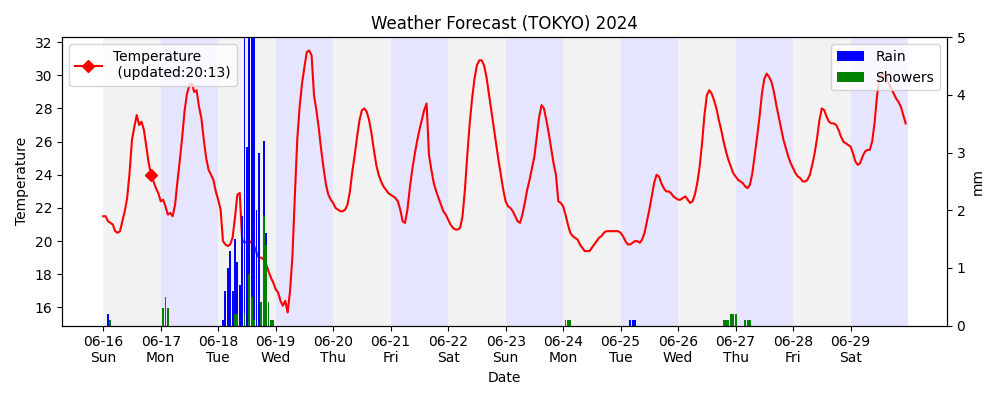 Weather Forecast (TOKYO) 2024
Temperature
(updated:20:13)
Rain
Showers
32
30
28
26
24
22
20
18
16
Temperature
5
4
3
2
1
0
mm
06-16 06-17 06-18 06-19 06-20 06-21 06-22 06-23 06-24 06-25 06-26 06-27 06-28 06-29
Sun Mon Tue Wed Thu Fri Sat Sun Mon Tue Wed Thu Fri Sat
Date